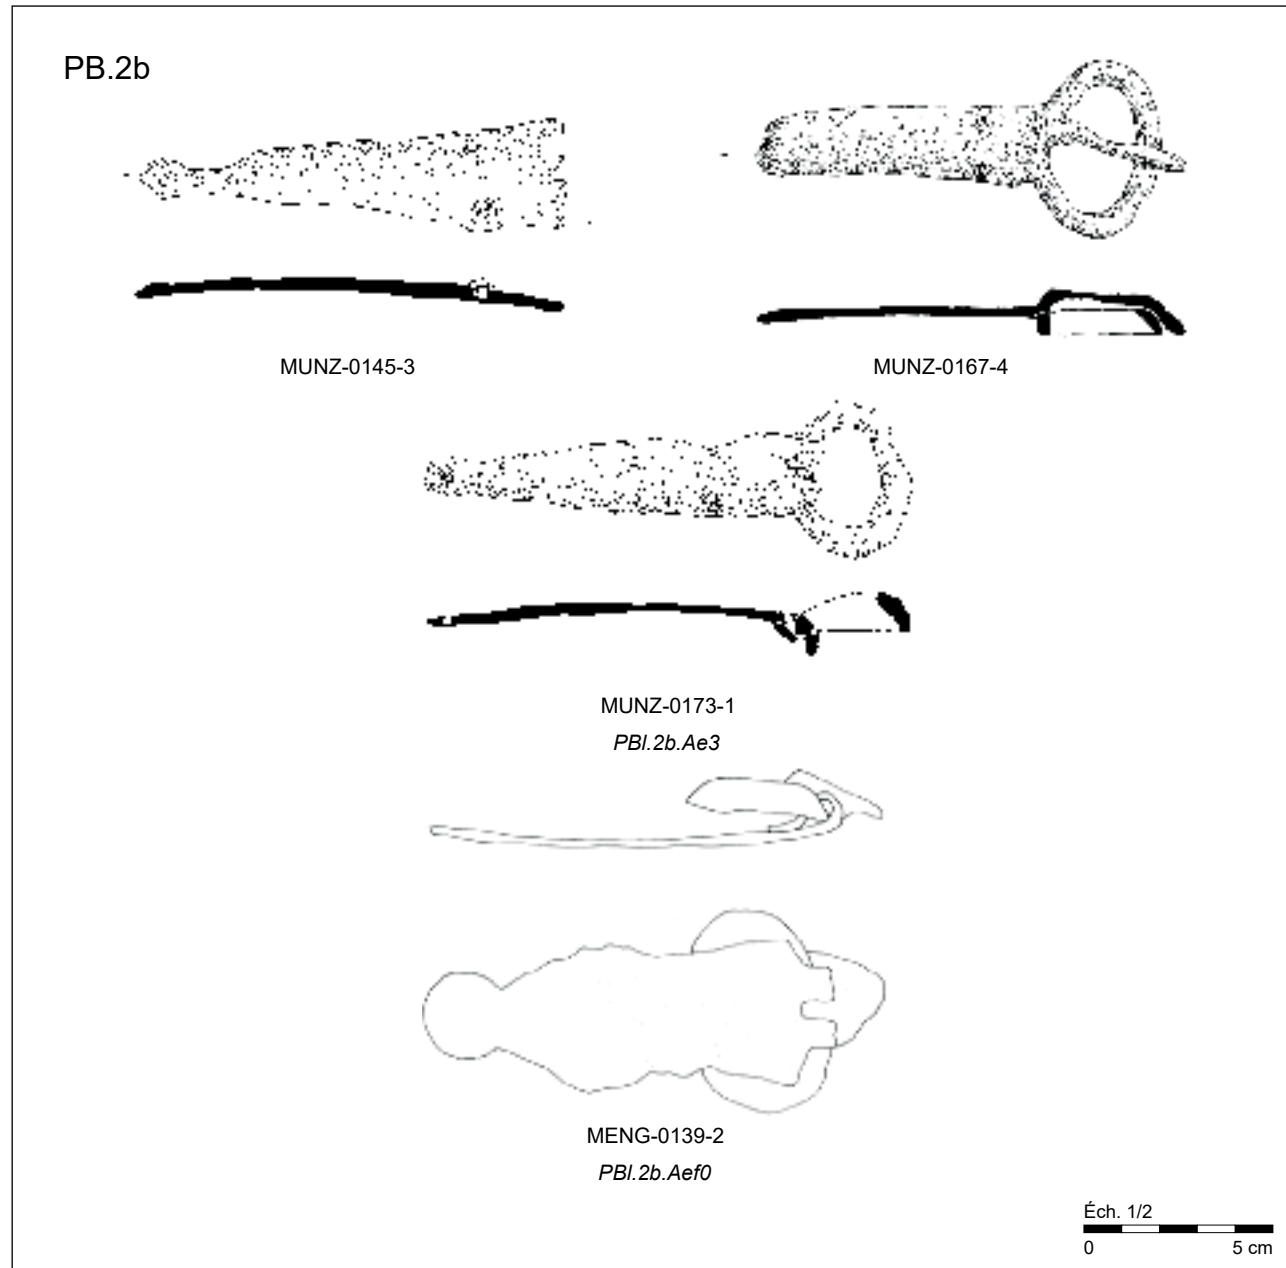 PB.2b
MUNZ-0145-3
MUNZ-0167-4
MUNZ-0173-1
PBl.2b.Ae3
MENG-0139-2
PBl.2b.Aef0
Éch. 1/2
0 5 cm